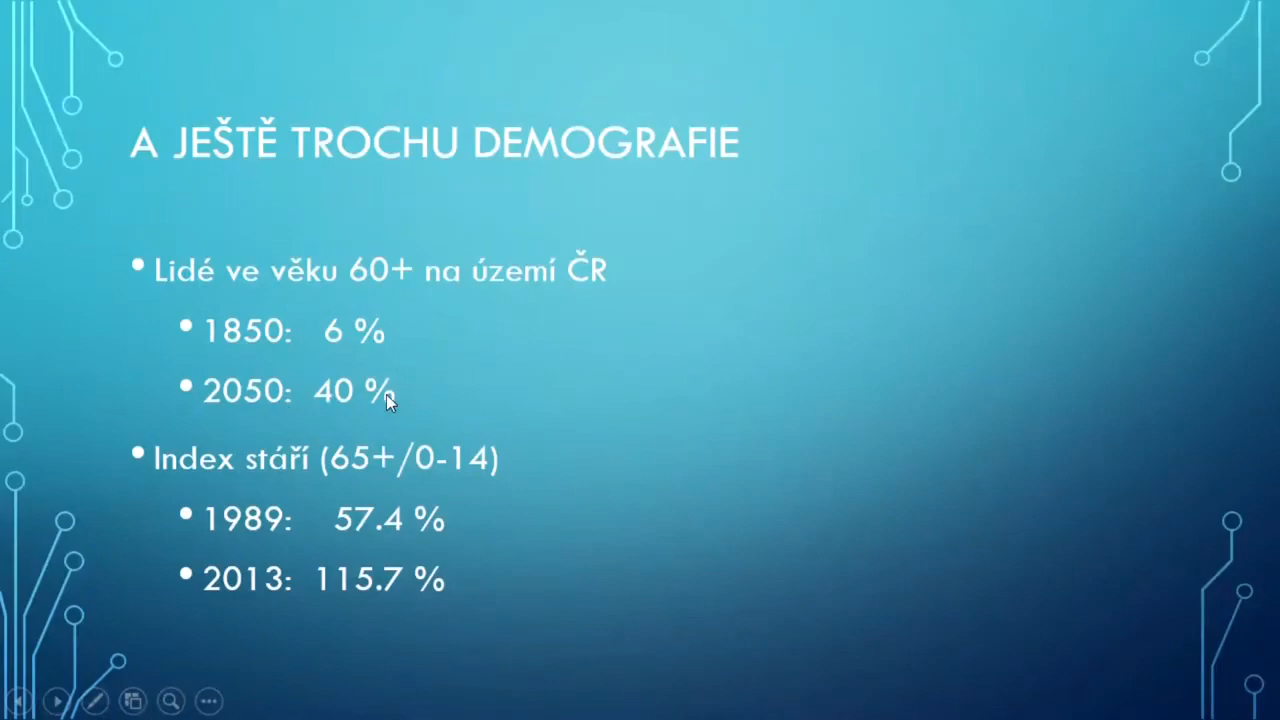 A JEŠTĚ TROCHU DEMOGRAFIE
• Lidé ve věku 60+ na území ČR
• 1850: 6 %
• 2050: 40 %
• Index stáří (65+/0-14)
• 1989: 57.4 %
• 2013: 115.7 %